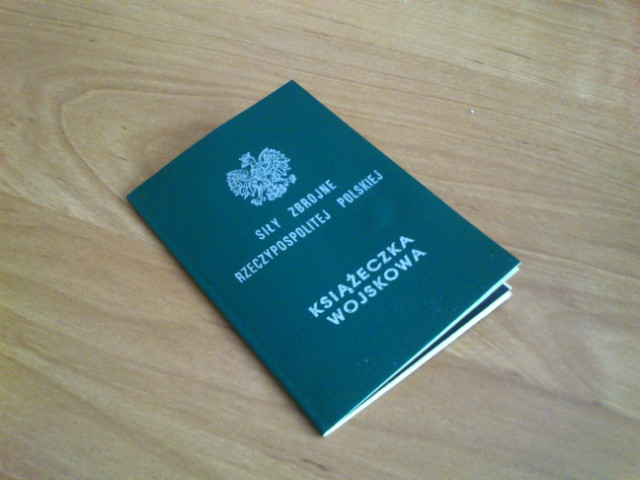 SIŁY ZBROJNE
RZECZYPOSPOLITEJ POLSKIEJ
KSIĄŻECZKA
WOJSKOWA